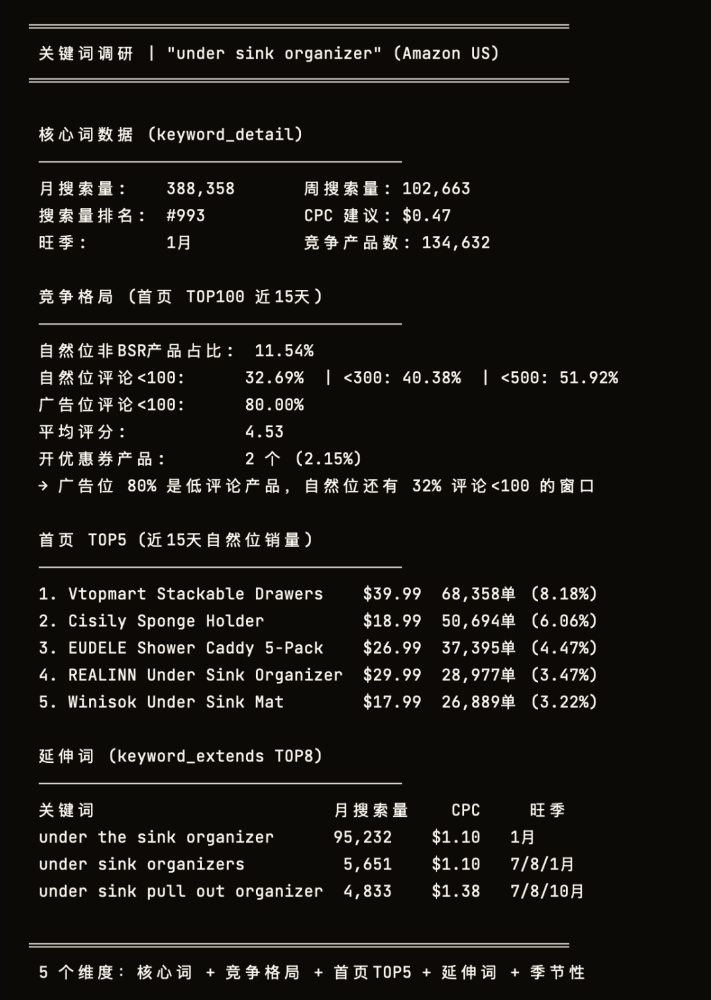 关键词调研 | "under sink organizer" (Amazon US)
核心词数据 (keyword_detail)
月搜索量: 388,358 周搜索量: 102,663
搜索量排名: #993 CPC 建议: $0.47
旺季: 1月 竞争产品数: 134,632
竞争格局 (首页 TOP100 近15天)
自然位非BSR产品占比: 11.54%
自然位评论<100: 32.69% | <300: 40.38% | <500: 51.92%
广告位评论<100: 80.00%
平均评分: 4.53
开优惠券产品: 2 个 (2.15%)
→ 广告位 80% 是低评论产品, 自然位还有 32% 评论<100 的窗口
首页 TOP5 (近15天自然位销量)
1. Vtopmart Stackable Drawers $39.99 68,358单 (8.18%)
2. Cisily Sponge Holder $18.99 50,694单 (6.06%)
3. EUDELE Shower Caddy 5-Pack $26.99 37,395单 (4.47%)
4. REALINN Under Sink Organizer $29.99 28,977单 (3.47%)
5. Winisok Under Sink Mat $17.99 26,889单 (3.22%)
延伸词 (keyword_extends TOP8)
关键词 月搜索量 CPC 旺季
under the sink organizer 95,232 $1.10 1月
under sink organizers 5,651 $1.10 7/8/1月
under sink pull out organizer 4,833 $1.38 7/8/10月
5 个维度: 核心词 + 竞争格局 + 首页TOP5 + 延伸词 + 季节性